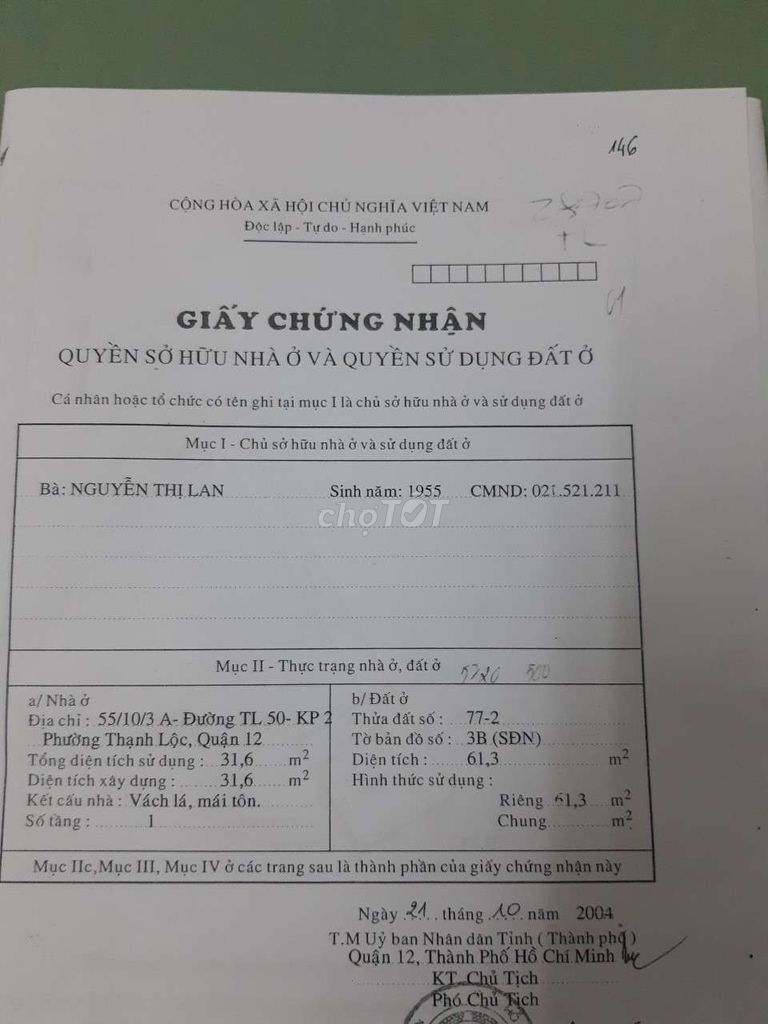 146
CỘNG HÒA XÃ HỘI CHỦ NGHĨA VIỆT NAM
Độc lập - Tự do - Hạnh phúc
GIẤY CHỨNG NHẬN
QUYỀN SỞ HỮU NHÀ Ở VÀ QUYỀN SỬ DỤNG ĐẤT Ở
Cá nhân hoặc tổ chức có tên ghi tại mục I là chủ sở hữu nhà ở và sử dụng đất ở
Mục I - Chủ sở hữu nhà ở và sử dụng đất ở
Bà: NGUYỄN THỊ LAN Sinh năm: 1955 CMND: 021.521.211
chợTỐT
Mục II - Thực trạng nhà ở, đất ở
a/ Nhà ở
Địa chỉ : 55/10/3 A- Đường TL 50- KP 2
Phường Thạnh Lộc, Quận 12
Tổng diện tích sử dụng : 31,6 m2
Diện tích xây dựng : 31,6 m2
Kết cấu nhà : Vách lá, mái tôn.
Số tầng : 1
b/ Đất ở
Thửa đất số : 77-2
Tờ bản đồ số : 3B (SĐN)
Diện tích : 61,3 m2
Hình thức sử dụng :
Riêng 61,3 m2
Chung m2
Mục IIc,Mục III, Mục IV ở các trang sau là thành phần của giấy chứng nhận này
Ngày 21 tháng 10 năm 2004
T.M Uỷ ban Nhân dân Tỉnh ( Thành phố )
Quận 12, Thành Phố Hồ Chí Minh
KT. Chủ Tịch
Phó Chủ Tịch